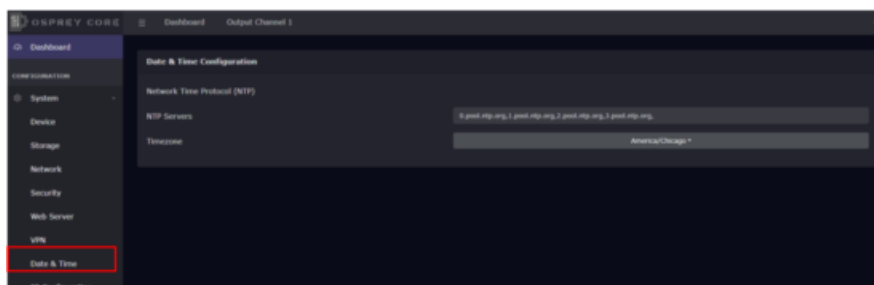 OSPREY CORE
Dashboard Output Channel 1
Dashboard
CONFIGURATION
System
Device
Storage
Network
Security
Web Server
VPN
Date & Time
Date & Time Configuration
Network Time Protocol (NTP)
NTP Servers
0.pool.ntp.org,1.pool.ntp.org,2.pool.ntp.org,3.pool.ntp.org,
Timezone
America/Chicago